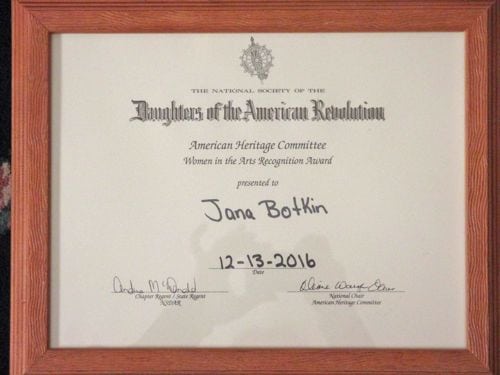 THE NATIONAL SOCIETY OF THE
Daughters of the American Revolution
American Heritage Committee
Women in the Arts Recognition Award
presented to
Jana Botkin
12-13-2016
Date
Chapter Regent / State Regent
NSDAR
National Chair
American Heritage Committee